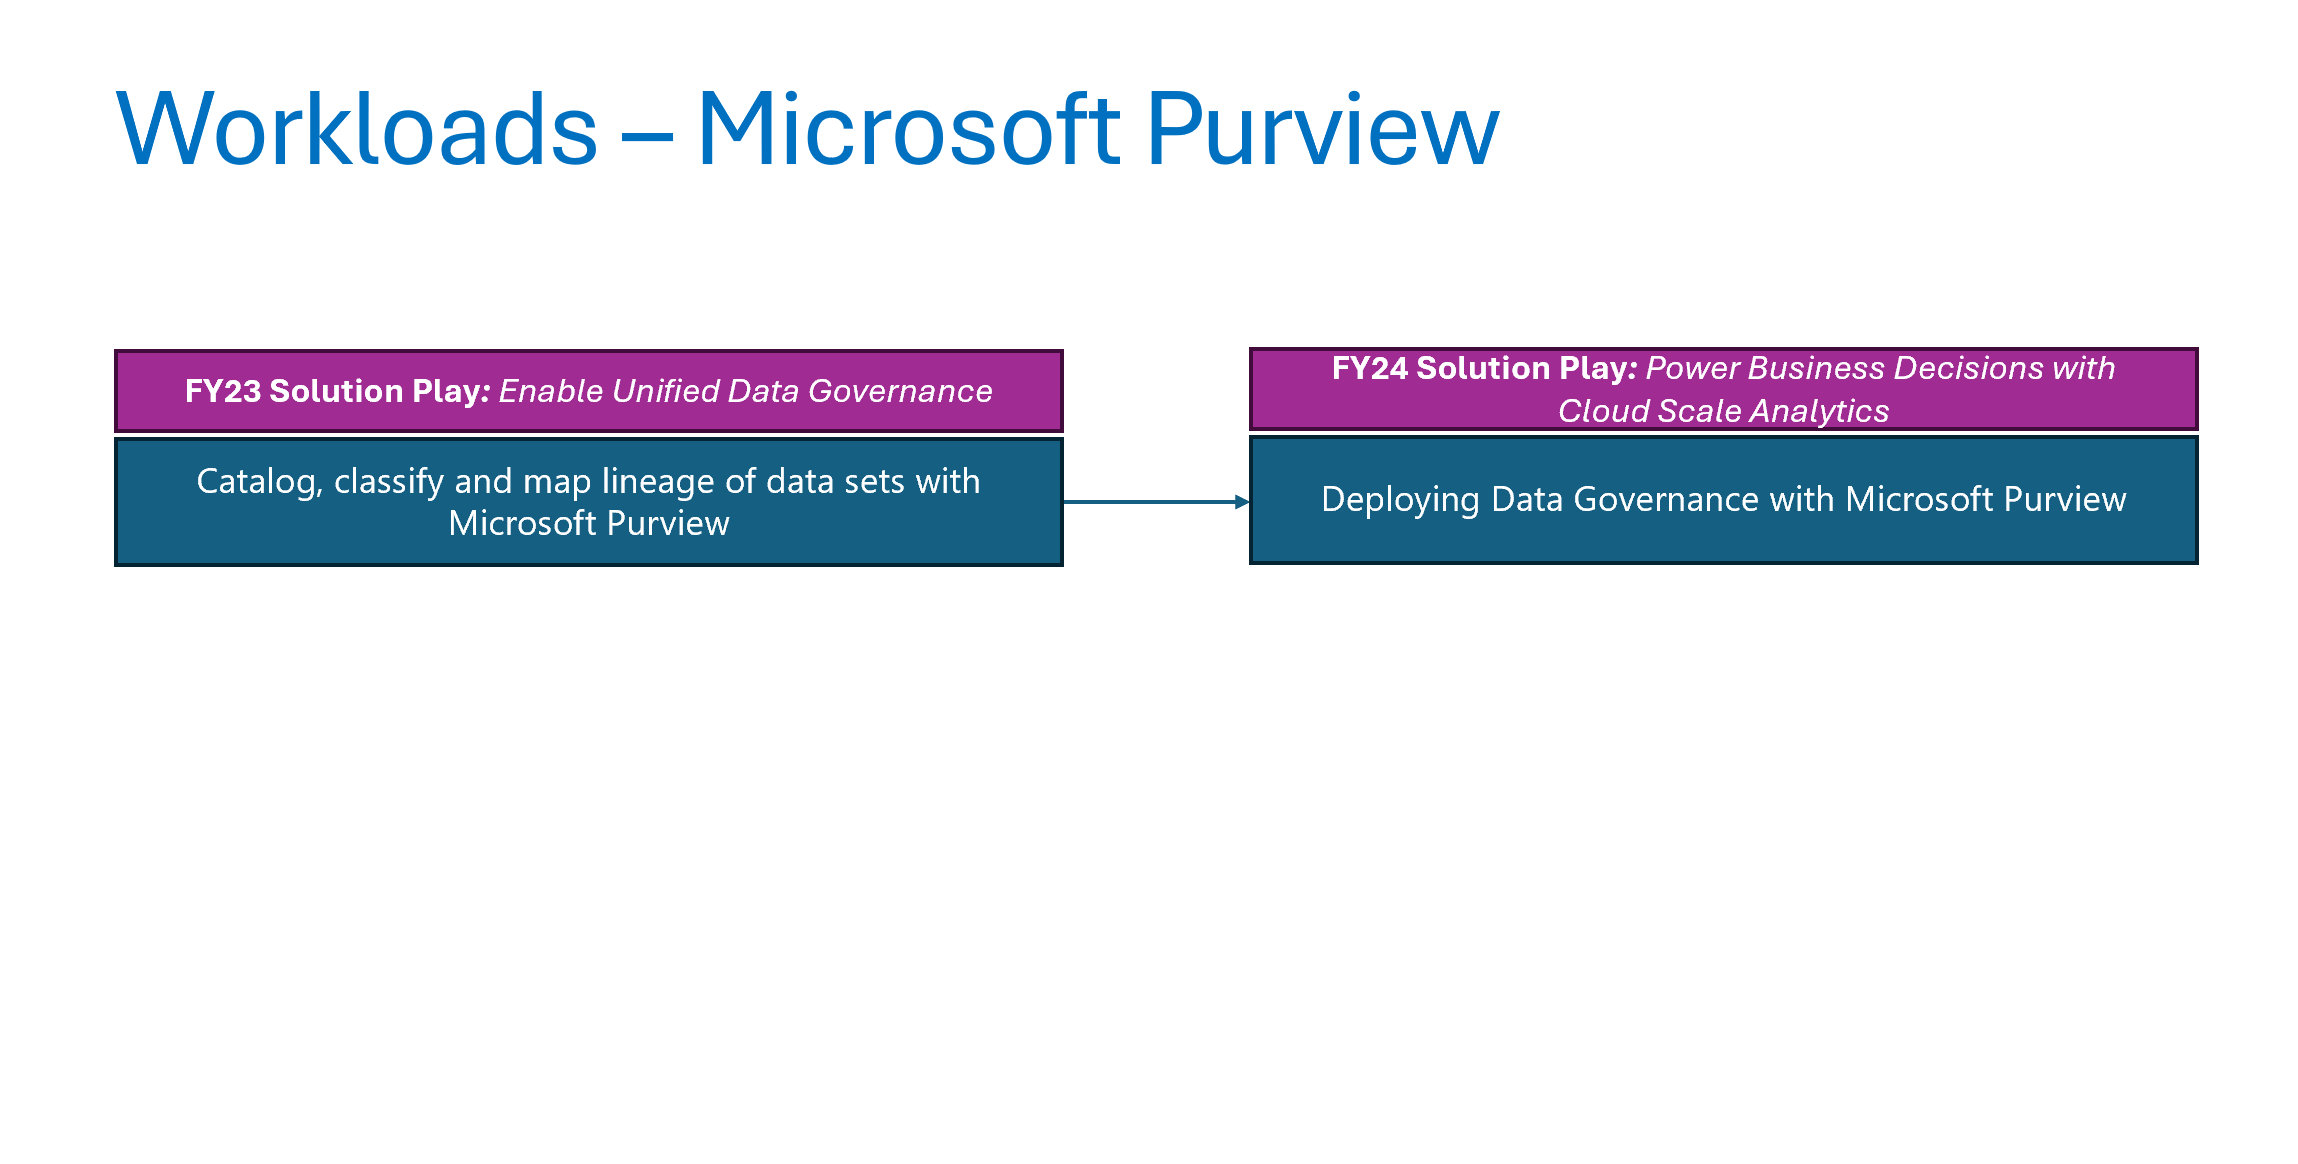 Workloads – Microsoft Purview
FY23 Solution Play: Enable Unified Data Governance
Catalog, classify and map lineage of data sets with
Microsoft Purview
FY24 Solution Play: Power Business Decisions with
Cloud Scale Analytics
Deploying Data Governance with Microsoft Purview